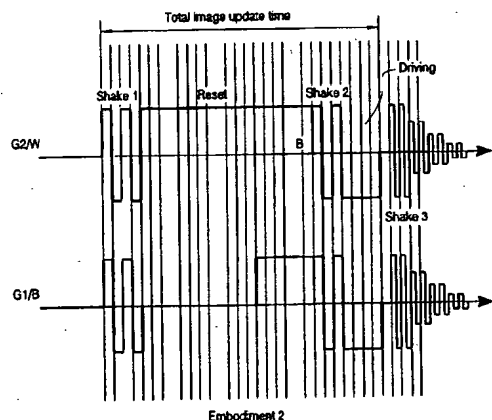 Total image update time
Driving
Shake 1 Reset Shake 2
G2/W
B
Shake 3
G1/B
Embodiment 2